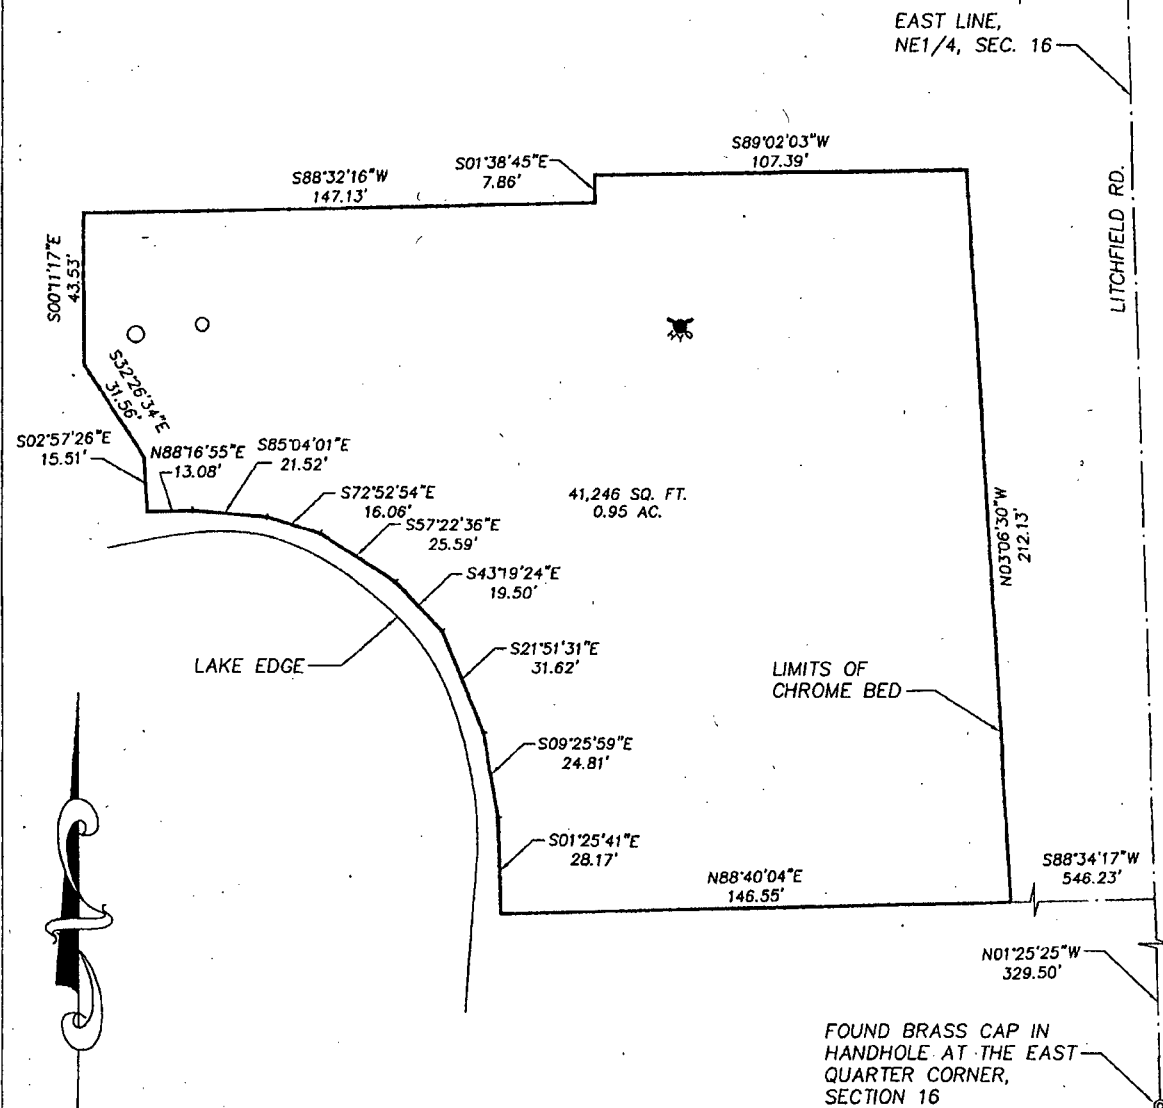 EAST LINE,
NE1/4, SEC. 16
LITCHFIELD RD.
S89°02'03"W
107.39'
S01°38'45"E
7.86'
S88°32'16"W
147.13'
S00°11'17"E
43.53'
S32°26'34"E
31.56'
S02°57'26"E
15.51'
N88°16'55"E
13.08'
S85°04'01"E
21.52'
S72°52'54"E
16.06'
S57°22'36"E
25.59'
S43°19'24"E
19.50'
41,246 SQ. FT.
0.95 AC.
N03°06'30"W
212.13'
LAKE EDGE
S21°51'31"E
31.62'
LIMITS OF
CHROME BED
S09°25'59"E
24.81'
S01°25'41"E
28.17'
N88°40'04"E
146.55'
S88°34'17"W
546.23'
N01°25'25"W
329.50'
FOUND BRASS CAP IN
HANDHOLE AT THE EAST
QUARTER CORNER,
SECTION 16
HYD